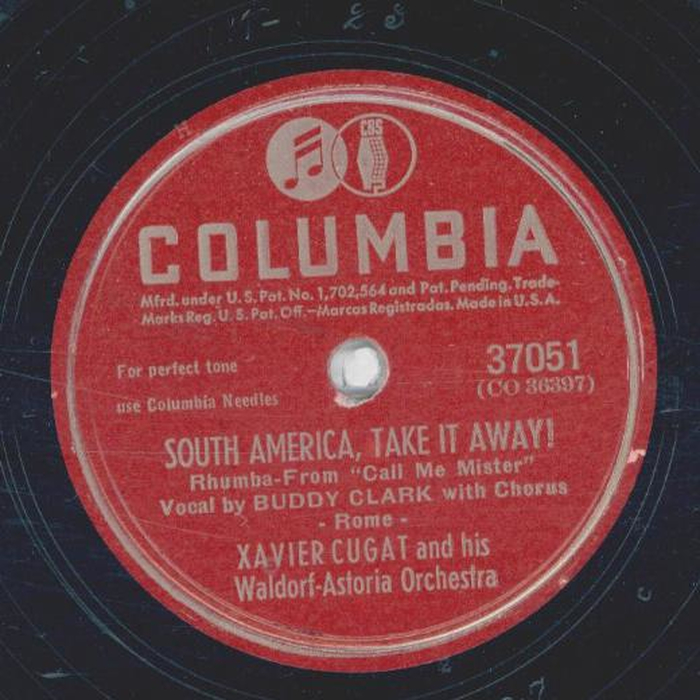 CBS
COLUMBIA
Mfrd. under U. S. Pat. No. 1,702,564 and Pat. Pending. Trade-
Marks Reg. U. S. Pat. Off.—Marcas Registradas. Made in U. S. A.
For perfect tone
use Columbia Needles
37051
(CO 36397)
SOUTH AMERICA, TAKE IT AWAY!
Rhumba-From "Call Me Mister"
Vocal by BUDDY CLARK with Chorus
- Rome -
XAVIER CUGAT and his
Waldorf-Astoria Orchestra